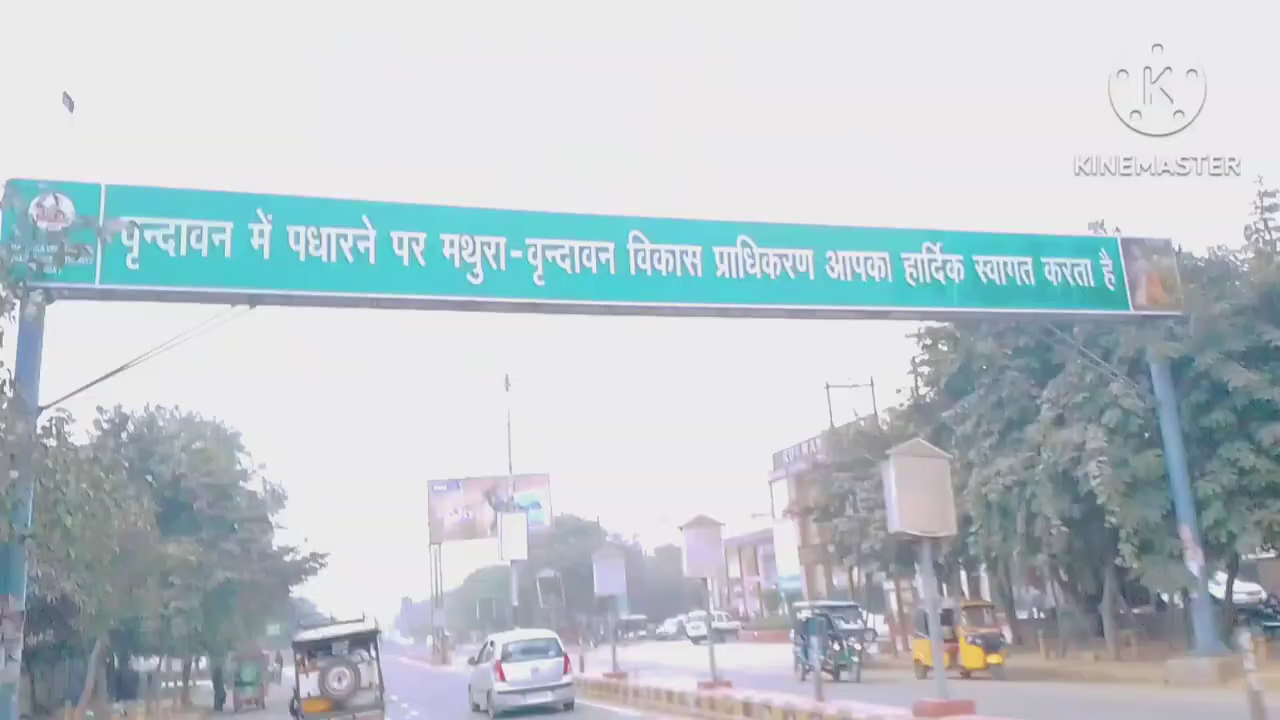 KINEMASTER
वृन्दावन में पधारने पर मथुरा-वृन्दावन विकास प्राधिकरण आपका हार्दिक स्वागत करता है